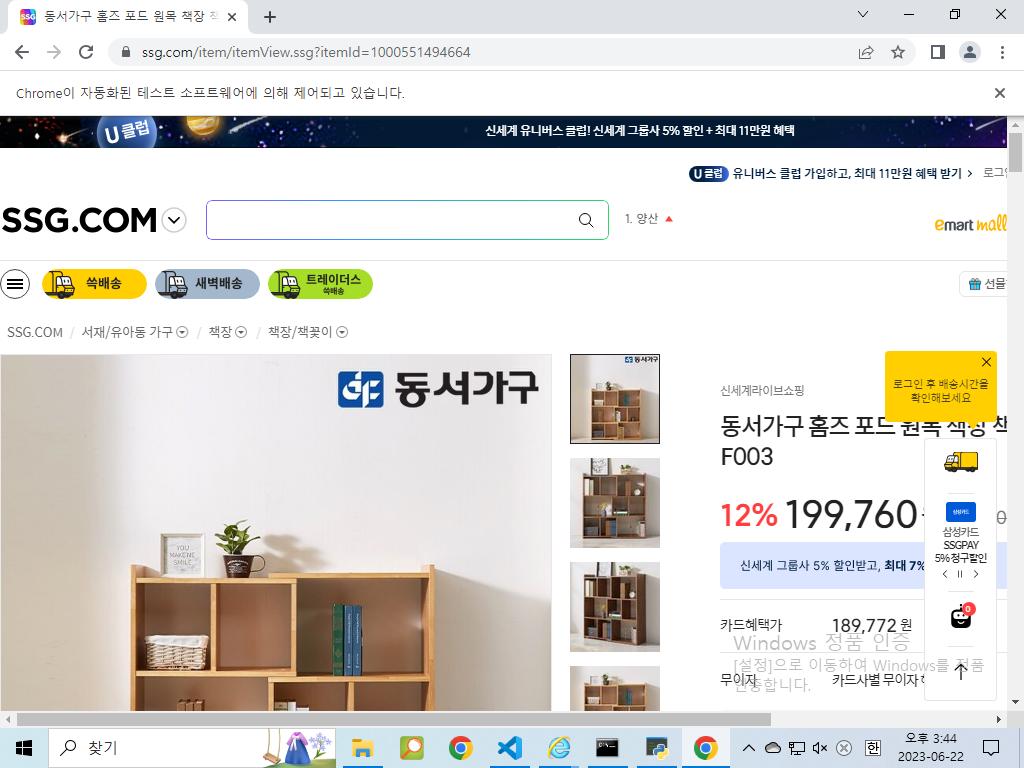 동서가구 홈즈 포드 원목 책장 책
ssg.com/item/itemView.ssg?itemId=1000551494664
Chrome이 자동화된 테스트 소프트웨어에 의해 제어되고 있습니다.
U 클럽
신세계 유니버스 클럽! 신세계 그룹사 5% 할인 + 최대 11만원 혜택
U 클럽 유니버스 클럽 가입하고, 최대 11만원 혜택 받기 > 로그인
SSG.COM
1. 양산
emart mall
쓱배송
새벽배송
트레이더스
쓱배송
선물
SSG.COM / 서재/유아동 가구 / 책장 / 책장/책꽂이
동서가구
동서가구
로그인 후 배송시간을
확인해보세요
신세계라이브쇼핑
동서가구 홈즈 포드 원목 책장 책
F003
12% 199,760
삼성카드
삼성카드
SSGPAY
5% 청구할인
신세계 그룹사 5% 할인받고, 최대 7%
YOU
MAKE ME
SMILE
0
카드혜택가 189,772 원
Windows 정품 인증
[설정]으로 이동하여 Windows를 정품
인증합니다.
무이자 카드사별 무이자
찾기
한
오후 3:44
2023-06-22